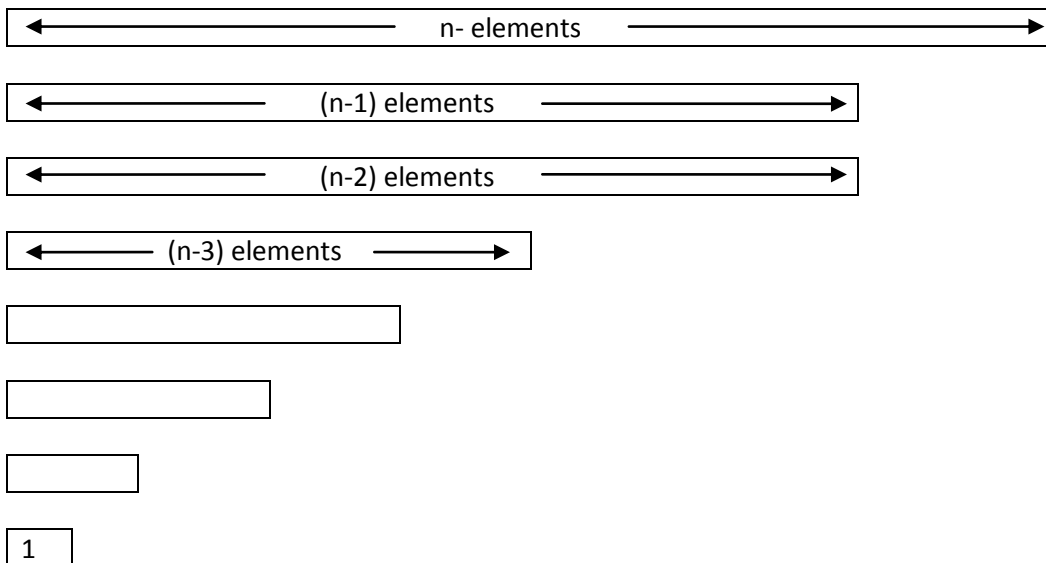 n- elements
(n-1) elements
(n-2) elements
(n-3) elements
1